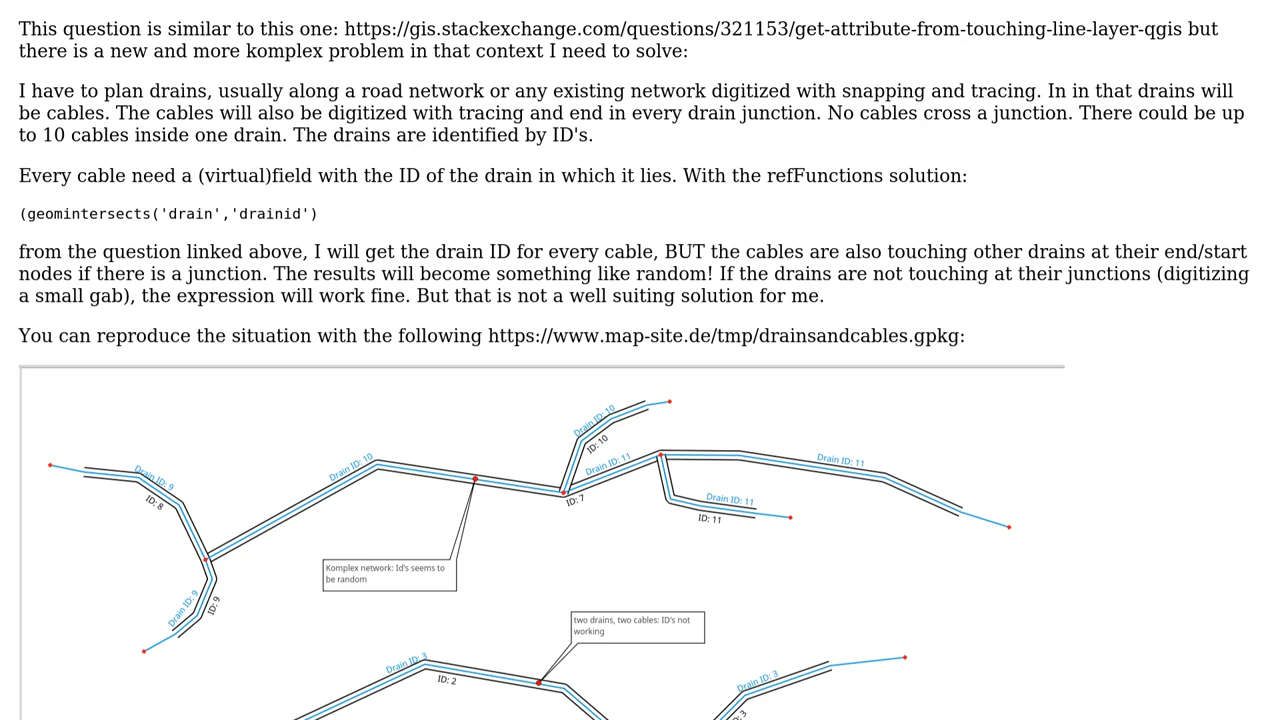 This question is similar to this one: https://gis.stackexchange.com/questions/321153/get-attribute-from-touching-line-layer-qgis but
there is a new and more komplex problem in that context I need to solve:
I have to plan drains, usually along a road network or any existing network digitized with snapping and tracing. In in that drains will
be cables. The cables will also be digitized with tracing and end in every drain junction. No cables cross a junction. There could be up
to 10 cables inside one drain. The drains are identified by ID's.
Every cable need a (virtual)field with the ID of the drain in which it lies. With the refFunctions solution:
(geomintersects('drain','drainid')
from the question linked above, I will get the drain ID for every cable, BUT the cables are also touching other drains at their end/start
nodes if there is a junction. The results will become something like random! If the drains are not touching at their junctions (digitizing
a small gab), the expression will work fine. But that is not a well suiting solution for me.
You can reproduce the situation with the following https://www.map-site.de/tmp/drainsandcables.gpkg:
Drain ID: 10
ID: 10
Drain ID: 10
Drain ID: 11
Drain ID: 11
Drain ID: 9
ID: 8
ID: 7
Drain ID: 11
ID: 11
Komplex network: Id's seems to
be random
Drain ID: 9
ID: 9
two drains, two cables: ID's not
working
Drain ID: 3
ID: 2
Drain ID: 3